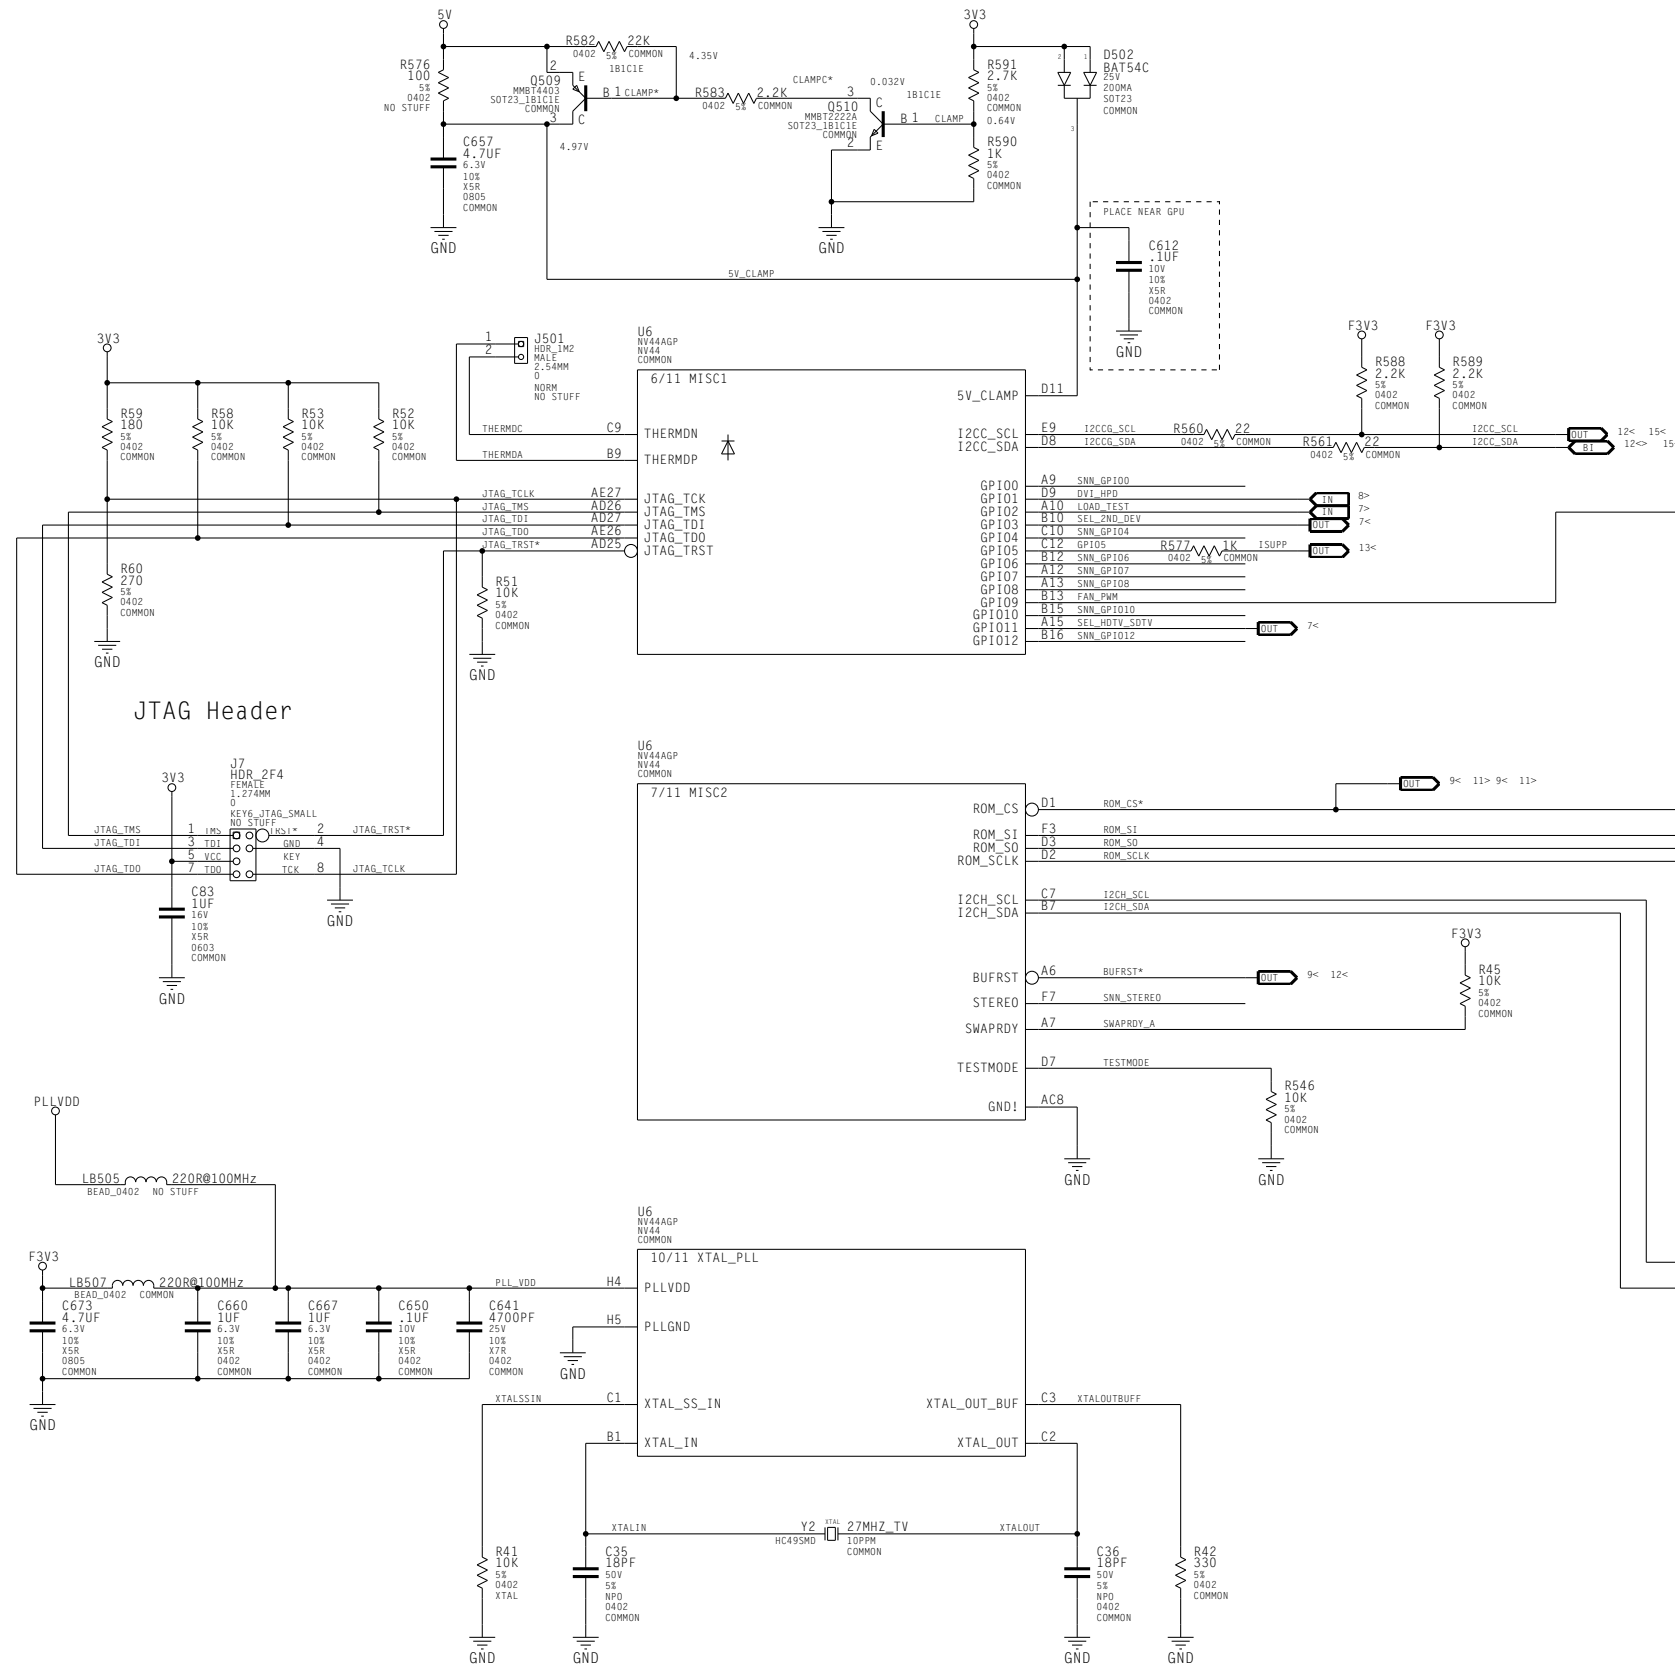 5V
R576
100
5%
0402
NO STUFF
R582 22K
0402 5% COMMON
1B1C1E
4.35V
2
E
Q509
MMBT4403
SOT23_1B1C1E
COMMON
B 1 CLAMP*
3
C
4.97V
C657
4.7UF
6.3V
10%
X5R
0805
COMMON
GND
R583 2.2K
0402 5% COMMON
CLAMPC*
0.032V
1B1C1E
3
C
Q510
MMBT2222A
SOT23_1B1C1E
COMMON
2
E
B 1 CLAMP
GND
3V3
R591
2.7K
5%
0402
COMMON
0.64V
R590
1K
5%
0402
COMMON
2
1
D502
BAT54C
25V
200MA
SOT23
COMMON
3
PLACE NEAR GPU
C612
.1UF
10V
10%
X5R
0402
COMMON
GND
5V_CLAMP
3V3
R59
180
5%
0402
COMMON
R58
10K
5%
0402
COMMON
R53
10K
5%
0402
COMMON
R52
10K
5%
0402
COMMON
R60
270
5%
0402
COMMON
GND
1
2
J501
HDR_1M2
MALE
2.54MM
0
NORM
NO STUFF
U6
NV44AGP
NV44
COMMON
6/11 MISC1
THERMDC C9 THERMDN
THERMDA B9 THERMDP
JTAG_TCLK AE27 JTAG_TCK
JTAG_TMS AD26 JTAG_TMS
JTAG_TDI AD27 JTAG_TDI
JTAG_TDO AE26 JTAG_TDO
JTAG_TRST* AD25 JTAG_TRST
R51
10K
5%
0402
COMMON
GND
5V_CLAMP D11
F3V3
R588
2.2K
5%
0402
COMMON
F3V3
R589
2.2K
5%
0402
COMMON
I2CC_SCL E9 I2CCG_SCL R560 22 I2CC_SCL OUT 12< 15<
0402 5% COMMON
I2CC_SDA D8 I2CCG_SDA R561 22 I2CC_SDA BI 12<> 15
0402 5% COMMON
GPIO0 A9 SNN_GPIO0
GPIO1 D9 DVI_HPD IN 8>
GPIO2 A10 LOAD_TEST IN 7>
GPIO3 B10 SEL_2ND_DEV OUT 7<
GPIO4 C10 SNN_GPIO4
GPIO5 C12 GPIO5 R577 1K ISUPP OUT 13<
0402 5% COMMON
GPIO6 B12 SNN_GPIO6
GPIO7 A12 SNN_GPIO7
GPIO8 A13 SNN_GPIO8
GPIO9 B13 FAN_PWM
GPIO10 B15 SNN_GPIO10
GPIO11 A15 SEL_HDTV_SDTV OUT 7<
GPIO12 B16 SNN_GPIO12
JTAG Header
3V3
J7
HDR_2F4
FEMALE
1.274MM
0
KEY6_JTAG_SMALL
NO STUFF
JTAG_TMS 1 TMS TRST* 2 JTAG_TRST*
JTAG_TDI 3 TDI GND 4
5 VCC KEY
JTAG_TDO 7 TDO TCK 8 JTAG_TCLK
C83
1UF
16V
10%
X5R
0603
COMMON
GND
GND
U6
NV44AGP
NV44
COMMON
7/11 MISC2
ROM_CS D1 ROM_CS* OUT 9< 11> 9< 11>
ROM_SI F3 ROM_SI
ROM_SO D3 ROM_SO
ROM_SCLK D2 ROM_SCLK
I2CH_SCL C7 I2CH_SCL
I2CH_SDA B7 I2CH_SDA
BUFRST A6 BUFRST* OUT 9< 12<
STEREO F7 SNN_STEREO
SWAPRDY A7 SWAPRDY_A
F3V3
R45
10K
5%
0402
COMMON
TESTMODE D7 TESTMODE
R546
10K
5%
0402
COMMON
GND! AC8
GND
GND
PLLVDD
LB505 220R@100MHz
BEAD_0402 NO STUFF
F3V3
LB507 220R@100MHz
BEAD_0402 COMMON
C673
4.7UF
6.3V
10%
X5R
0805
COMMON
GND
C660
1UF
6.3V
10%
X5R
0402
COMMON
C667
1UF
6.3V
10%
X5R
0402
COMMON
C650
.1UF
10V
10%
X5R
0402
COMMON
C641
4700PF
25V
10%
X7R
0402
COMMON
U6
NV44AGP
NV44
COMMON
10/11 XTAL_PLL
PLL_VDD H4 PLLVDD
H5 PLLGND
GND
XTALSSIN C1 XTAL_SS_IN
B1 XTAL_IN
XTAL_OUT_BUF C3 XTALOUTBUFF
XTAL_OUT C2
XTALIN Y2 XTAL 27MHZ_TV XTALOUT
HC49SMD 10PPM
COMMON
R41
10K
5%
0402
XTAL
GND
C35
18PF
50V
5%
NPO
0402
COMMON
GND
C36
18PF
50V
5%
NPO
0402
COMMON
GND
R42
330
5%
0402
COMMON
GND